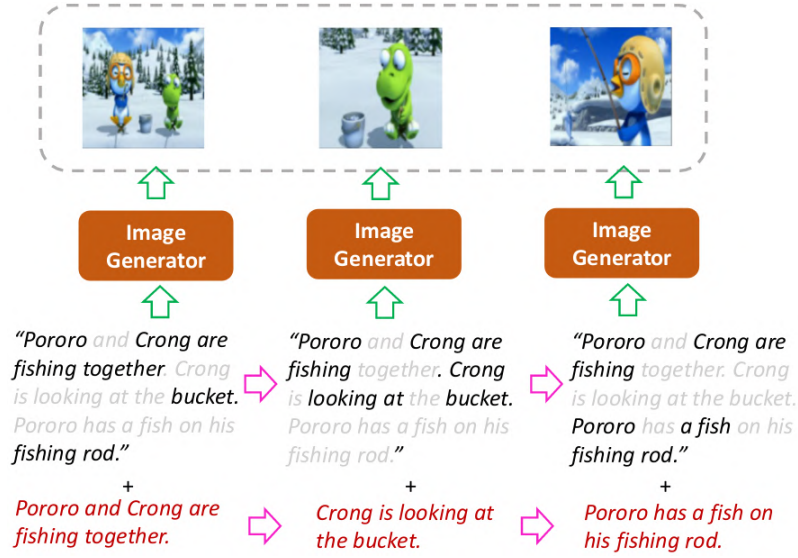 Image
Generator
Image
Generator
Image
Generator
“Pororo and Crong are
fishing together. Crong
is looking at the bucket.
Pororo has a fish on his
fishing rod.”
“Pororo and Crong are
fishing together. Crong
is looking at the bucket.
Pororo has a fish on his
fishing rod.”
“Pororo and Crong are
fishing together. Crong
is looking at the bucket.
Pororo has a fish on his
fishing rod.”
+
+
+
Pororo and Crong are
fishing together.
Crong is looking at
the bucket.
Pororo has a fish on
his fishing rod.